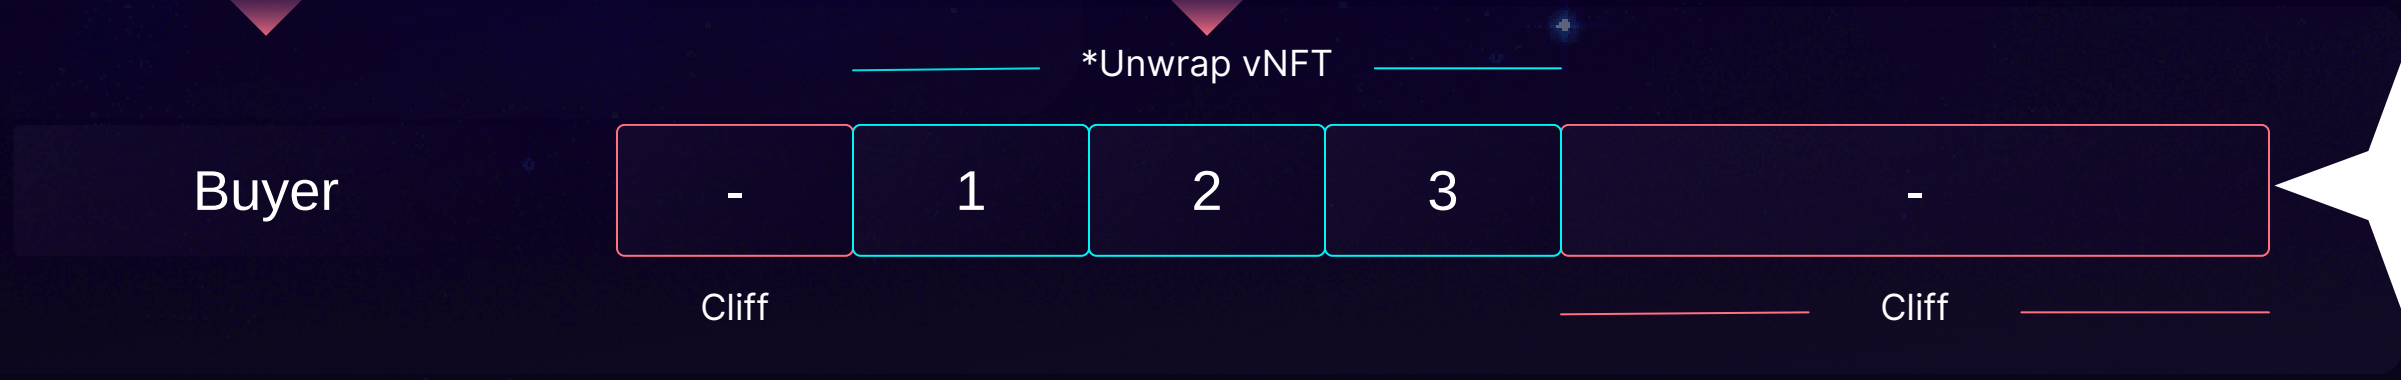 *Unwrap vNFT
Buyer - 1 2 3 -
Cliff Cliff